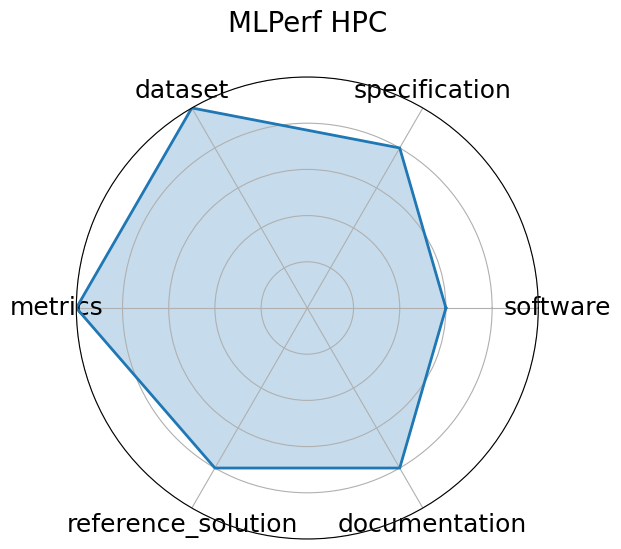 MLPerf HPC
dataset
specification
metrics
software
reference_solution
documentation